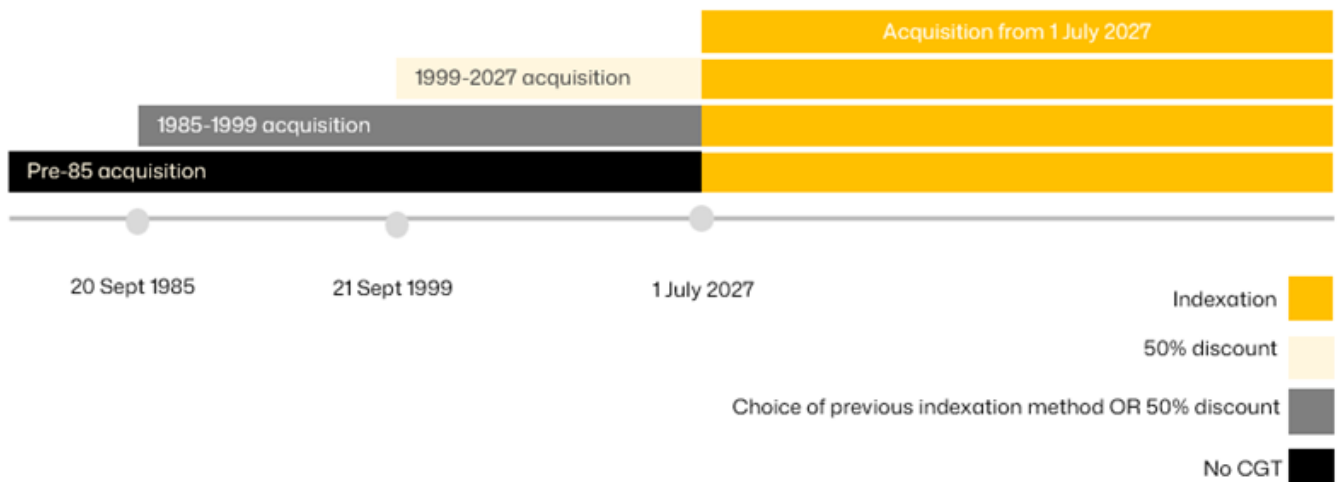 Acquisition from 1 July 2027
1999-2027 acquisition
1985-1999 acquisition
Pre-85 acquisition
20 Sept 1985
21 Sept 1999
1 July 2027
Indexation
50% discount
Choice of previous indexation method OR 50% discount
No CGT